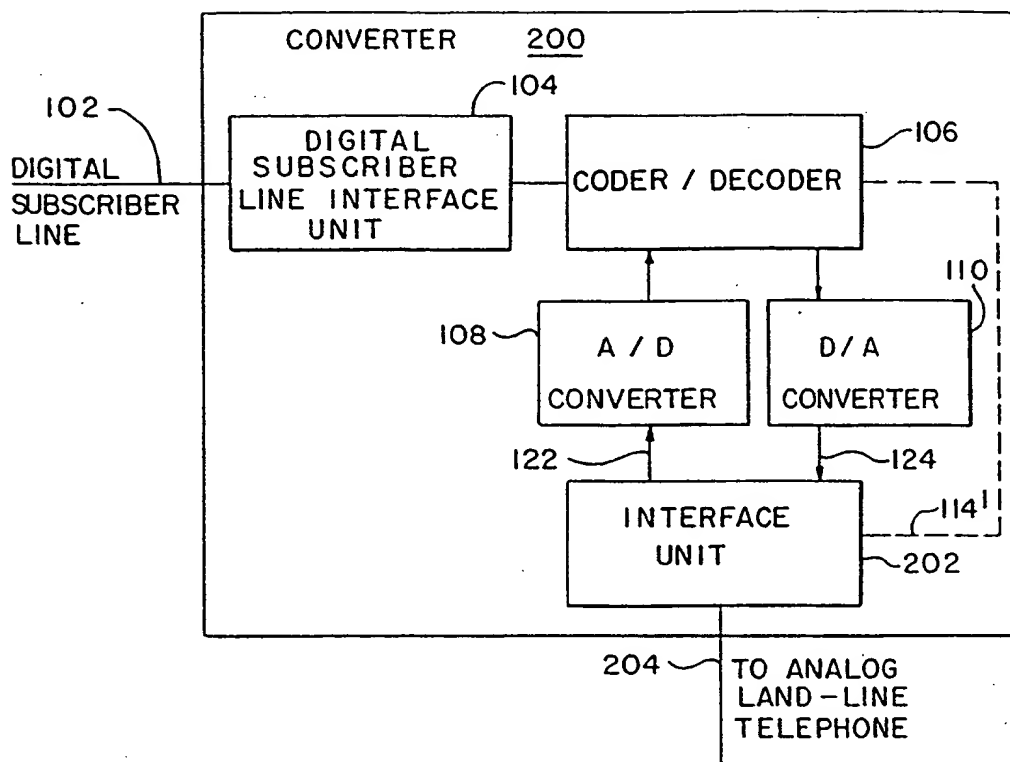 CONVERTER 200
102
104
106
DIGITAL
SUBSCRIBER
LINE
DIGITAL
SUBSCRIBER
LINE INTERFACE
UNIT
CODER / DECODER
108
A / D
CONVERTER
110
D/A
CONVERTER
122
124
INTERFACE
UNIT
114'
202
204
TO ANALOG
LAND-LINE
TELEPHONE